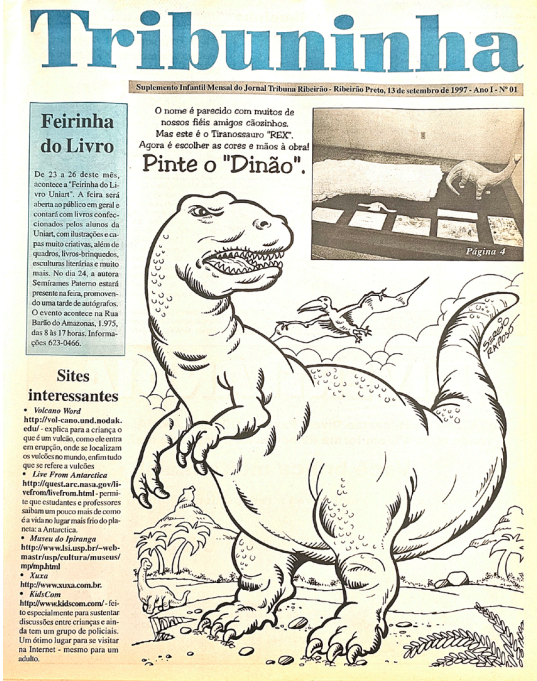 Tribuninha
Suplemento Infantil Mensal do Jornal Tribuna Ribeirão - Ribeirão Preto, 13 de setembro de 1997 - Ano I - Nº 01
Feirinha
do Livro
De 23 a 26 deste mês,
acontece a "Feirinha do Li-
vro Uniart". A feira será
aberta ao público em geral e
contará com livros confec-
cionados pelos alunos da
Uniart, com ilustrações e ca-
pas muito criativas, além de
quadros, livros-brinquedos,
esculturas literárias e muito
mais. No dia 24, a autora
Semírames Paterno estará
presente na feira, promoven-
do uma tarde de autógrafos.
O evento acontece na Rua
Barão do Amazonas, 1.975,
das 8 às 17 horas. Informa-
ções 623-0466.
Sites
interessantes
• Volcano Word
http://vol-cano.und.nodak.
edu/ - explica para a criança o
que é um vulcão, como ele entra
em erupção, onde se localizam
os vulcões no mundo, enfim tudo
que se refere a vulcões
• Live From Antarctica
http://quest.arc.nasa.gov/li-
vefrom/livefrom.html - permi-
te que estudantes e professores
saibam um pouco mais de como
é a vida no lugar mais frio do pla-
neta: a Antarctica.
• Museu do Ipiranga
http://www.lsi.usp.br/~web-
mastr/usp/cultura/museus/
mp/mp.html
• Xuxa
http://www.xuxa.com.br.
• KidsCom
http://www.kidscom.com/ - fei-
to especialmente para sustentar
discussões entre crianças e ain-
da tem um grupo de policiais.
Um ótimo lugar para se visitar
na Internet - mesmo para um
adulto.
O nome é parecido com muitos de
nossos fiéis amigos cãozinhos.
Mas este é o Tiranossauro "REX".
Agora é escolher as cores e mãos à obra!
Pinte o "Dinão".
Página 4
SERGIO
RAPOSO